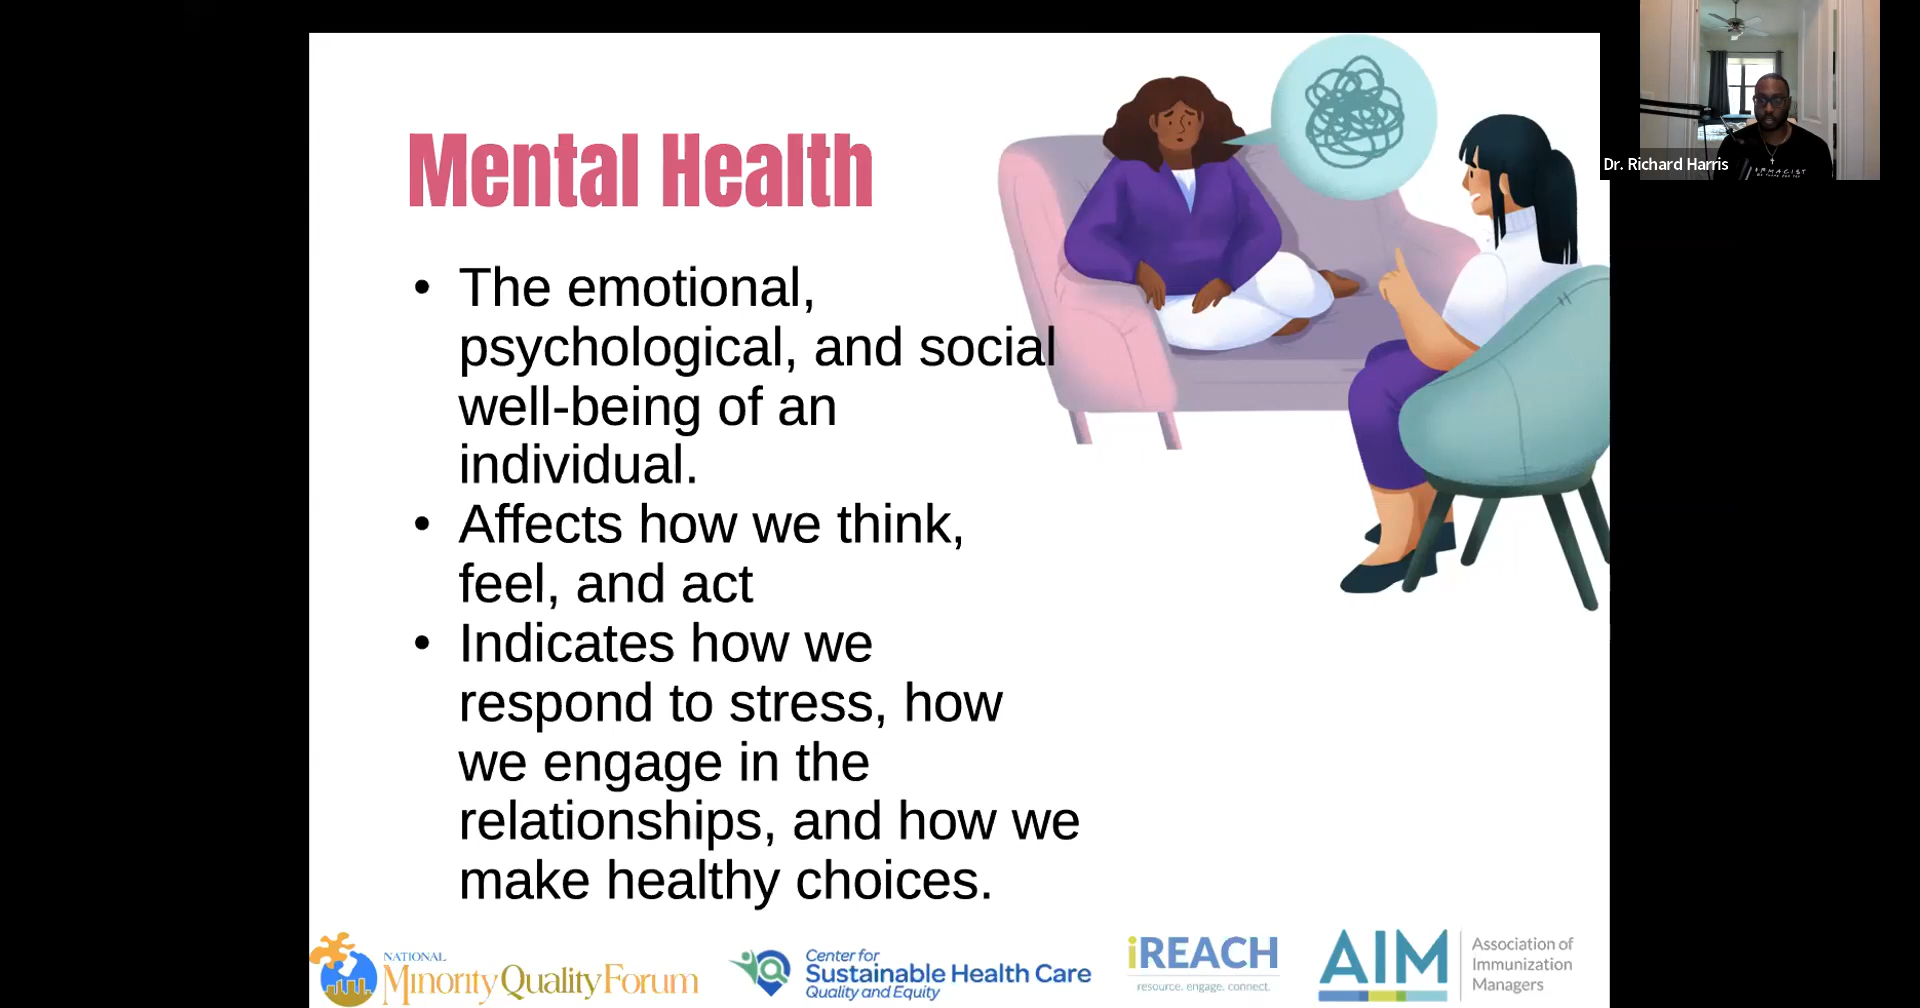 Mental Health
• The emotional,
psychological, and social
well-being of an
individual.
• Affects how we think,
feel, and act
• Indicates how we
respond to stress, how
we engage in the
relationships, and how we
make healthy choices.
Dr. Richard Harris
NATIONAL
Minority Quality Forum
Center for
Sustainable Health Care
Quality and Equity
iREACH
resource. engage. connect.
AIM
Association of
Immunization
Managers